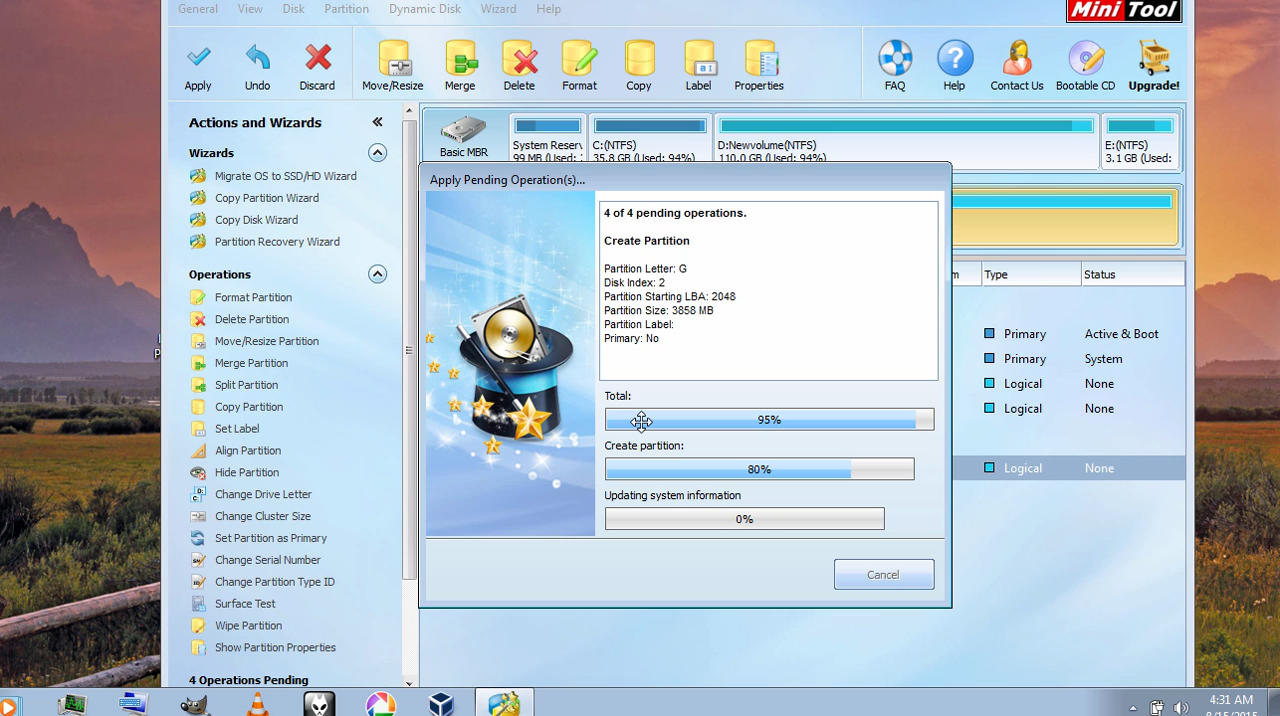 General View Disk Partition Dynamic Disk Wizard Help
Mini Tool
Apply Undo Discard Move/Resize Merge Delete Format Copy Label Properties FAQ Help Contact Us Bootable CD Upgrade!
Actions and Wizards
Wizards
Migrate OS to SSD/HD Wizard
Copy Partition Wizard
Copy Disk Wizard
Partition Recovery Wizard
Operations
Format Partition
Delete Partition
Move/Resize Partition
Merge Partition
Split Partition
Copy Partition
Set Label
Align Partition
Hide Partition
Change Drive Letter
Change Cluster Size
Set Partition as Primary
Change Serial Number
Change Partition Type ID
Surface Test
Wipe Partition
Show Partition Properties
4 Operations Pending
Basic MBR
System Reserv
99 MB (Used:
C:(NTFS)
35.8 GB (Used: 94%)
D:Newvolume(NTFS)
110.0 GB (Used: 94%)
E:(NTFS)
3.1 GB (Used:
Apply Pending Operation(s)...
4 of 4 pending operations.
Create Partition
Partition Letter: G
Disk Index: 2
Partition Starting LBA: 2048
Partition Size: 3858 MB
Partition Label:
Primary: No
Total:
95%
Create partition:
80%
Updating system information
0%
Cancel
Type Status
Primary Active & Boot
Primary System
Logical None
Logical None
Logical None
4:31 AM
8/15/2015